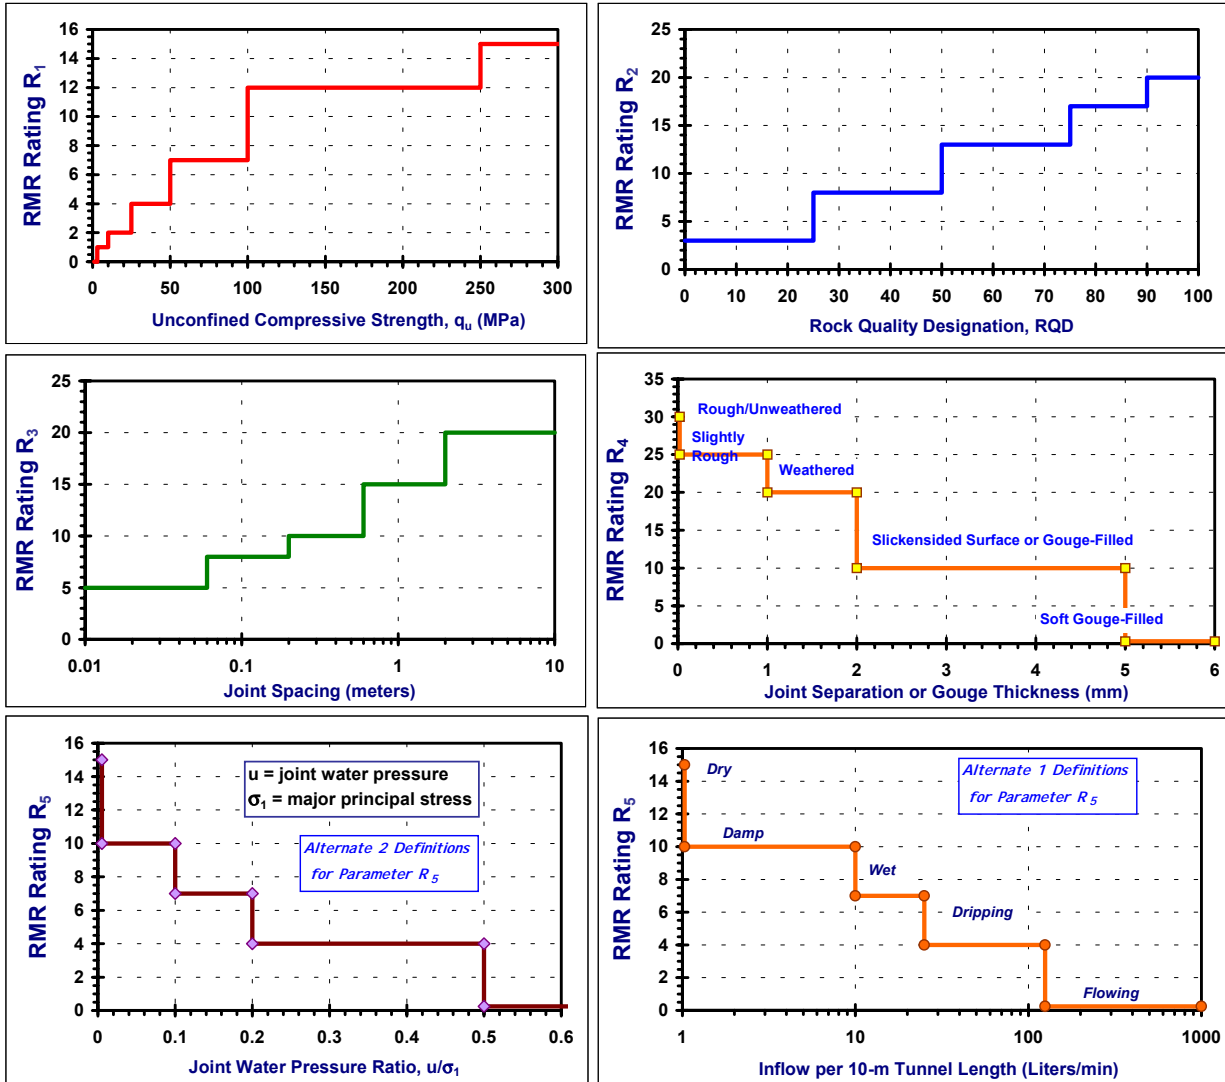 16
14
12
10
8
6
4
2
0
RMR Rating R1
0 50 100 150 200 250 300
Unconfined Compressive Strength, qu (MPa)
25
20
15
10
5
0
RMR Rating R2
0 10 20 30 40 50 60 70 80 90 100
Rock Quality Designation, RQD
25
20
15
10
5
0
RMR Rating R3
0.01 0.1 1 10
Joint Spacing (meters)
35
30
25
20
15
10
5
0
RMR Rating R4
Rough/Unweathered
Slightly
Rough
Weathered
Slickensided Surface or Gouge-Filled
Soft Gouge-Filled
0 1 2 3 4 5 6
Joint Separation or Gouge Thickness (mm)
16
14
12
10
8
6
4
2
0
RMR Rating R5
u = joint water pressure
σ1 = major principal stress
Alternate 2 Definitions
for Parameter R5
0 0.1 0.2 0.3 0.4 0.5 0.6
Joint Water Pressure Ratio, u/σ1
16
14
12
10
8
6
4
2
0
RMR Rating R5
Dry
Alternate 1 Definitions
for Parameter R5
Damp
Wet
Dripping
Flowing
1 10 100 1000
Inflow per 10-m Tunnel Length (Liters/min)